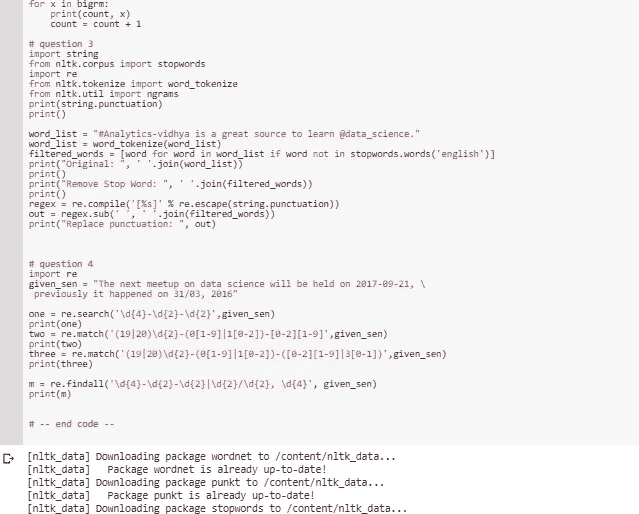 for x in bigrm:
    print(count, x)
    count = count + 1
# question 3
import string
from nltk.corpus import stopwords
import re
from nltk.tokenize import word_tokenize
from nltk.util import ngrams
print(string.punctuation)
print()
word_list = "#Analytics-vidhya is a great source to learn @data_science."
word_list = word_tokenize(word_list)
filtered_words = [word for word in word_list if word not in stopwords.words('english')]
print("Original: ", ' '.join(word_list))
print()
print("Remove Stop Word: ", ' '.join(filtered_words))
print()
regex = re.compile('[%s]' % re.escape(string.punctuation))
out = regex.sub(' ', ' '.join(filtered_words))
print("Replace punctuation: ", out)
# question 4
import re
given_sen = "The next meetup on data science will be held on 2017-09-21, \
 previously it happened on 31/03, 2016"
one = re.search('\d{4}-\d{2}-\d{2}',given_sen)
print(one)
two = re.match('(19|20)\d{2}-(0[1-9]|1[0-2])-[0-2][1-9]',given_sen)
print(two)
three = re.match('(19|20)\d{2}-(0[1-9]|1[0-2])-([0-2][1-9]|3[0-1])',given_sen)
print(three)
m = re.findall('\d{4}-\d{2}-\d{2}|\d{2}/\d{2}, \d{4}', given_sen)
print(m)
# -- end code --
[nltk_data] Downloading package wordnet to /content/nltk_data...
[nltk_data]   Package wordnet is already up-to-date!
[nltk_data] Downloading package punkt to /content/nltk_data...
[nltk_data]   Package punkt is already up-to-date!
[nltk_data] Downloading package stopwords to /content/nltk_data...